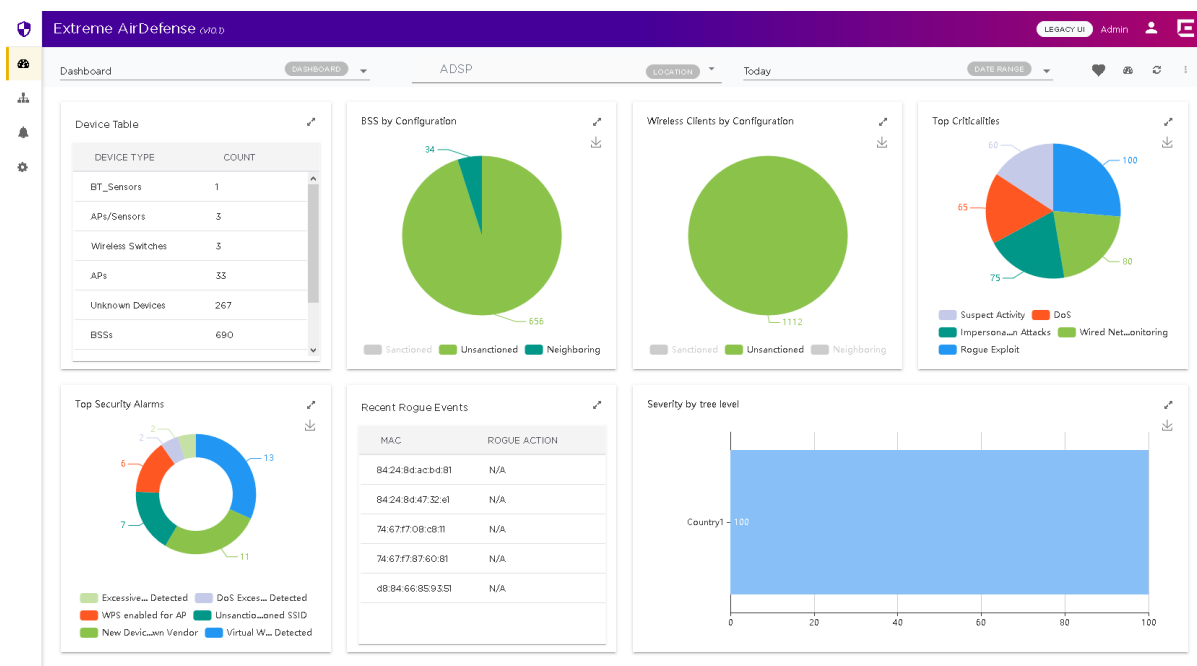 Extreme AirDefense (v10.1)
LEGACY UI Admin
Dashboard DASHBOARD ADSP LOCATION Today DATE RANGE
Device Table
DEVICE TYPE COUNT
BT_Sensors 1
APs/Sensors 3
Wireless Switches 3
APs 33
Unknown Devices 267
BSSs 690
BSS by Configuration
34
656
Sanctioned Unsanctioned Neighboring
Wireless Clients by Configuration
1112
Sanctioned Unsanctioned Neighboring
Top Criticalities
60
100
65
80
75
Suspect Activity DoS
Impersona...n Attacks Wired Net...onitoring
Rogue Exploit
Top Security Alarms
2
2
13
6
7
11
Excessive... Detected DoS Exces... Detected
WPS enabled for AP Unsanctio...oned SSID
New Devic...wn Vendor Virtual W... Detected
Recent Rogue Events
MAC ROGUE ACTION
84:24:8d:ac:bd:81 N/A
84:24:8d:47:32:e1 N/A
74:67:f7:08:c8:11 N/A
74:67:f7:87:60:81 N/A
d8:84:66:85:93:51 N/A
Severity by tree level
Country1 100
0 20 40 60 80 100